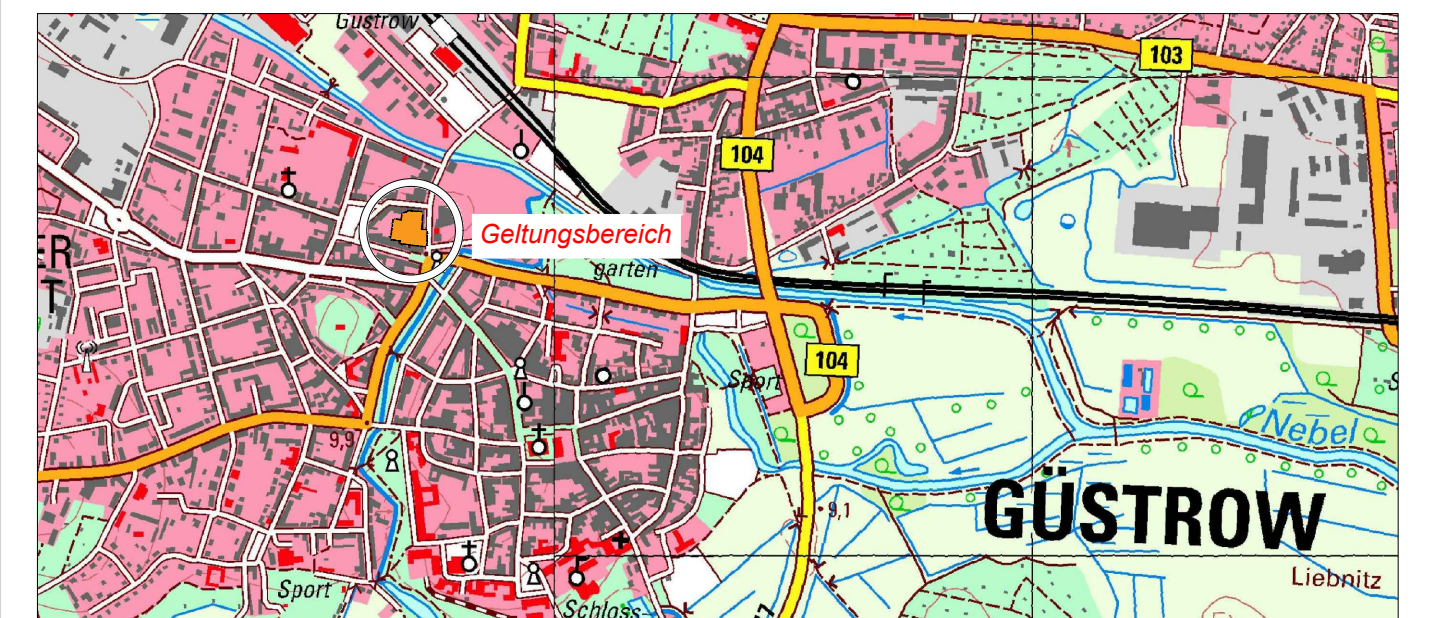 Güstrow
103
104
Geltungsbereich
garten
ER
T
104
Sport
Nebel
9,9
GÜSTROW
9,1
Liebnitz
Sport
Schloss-